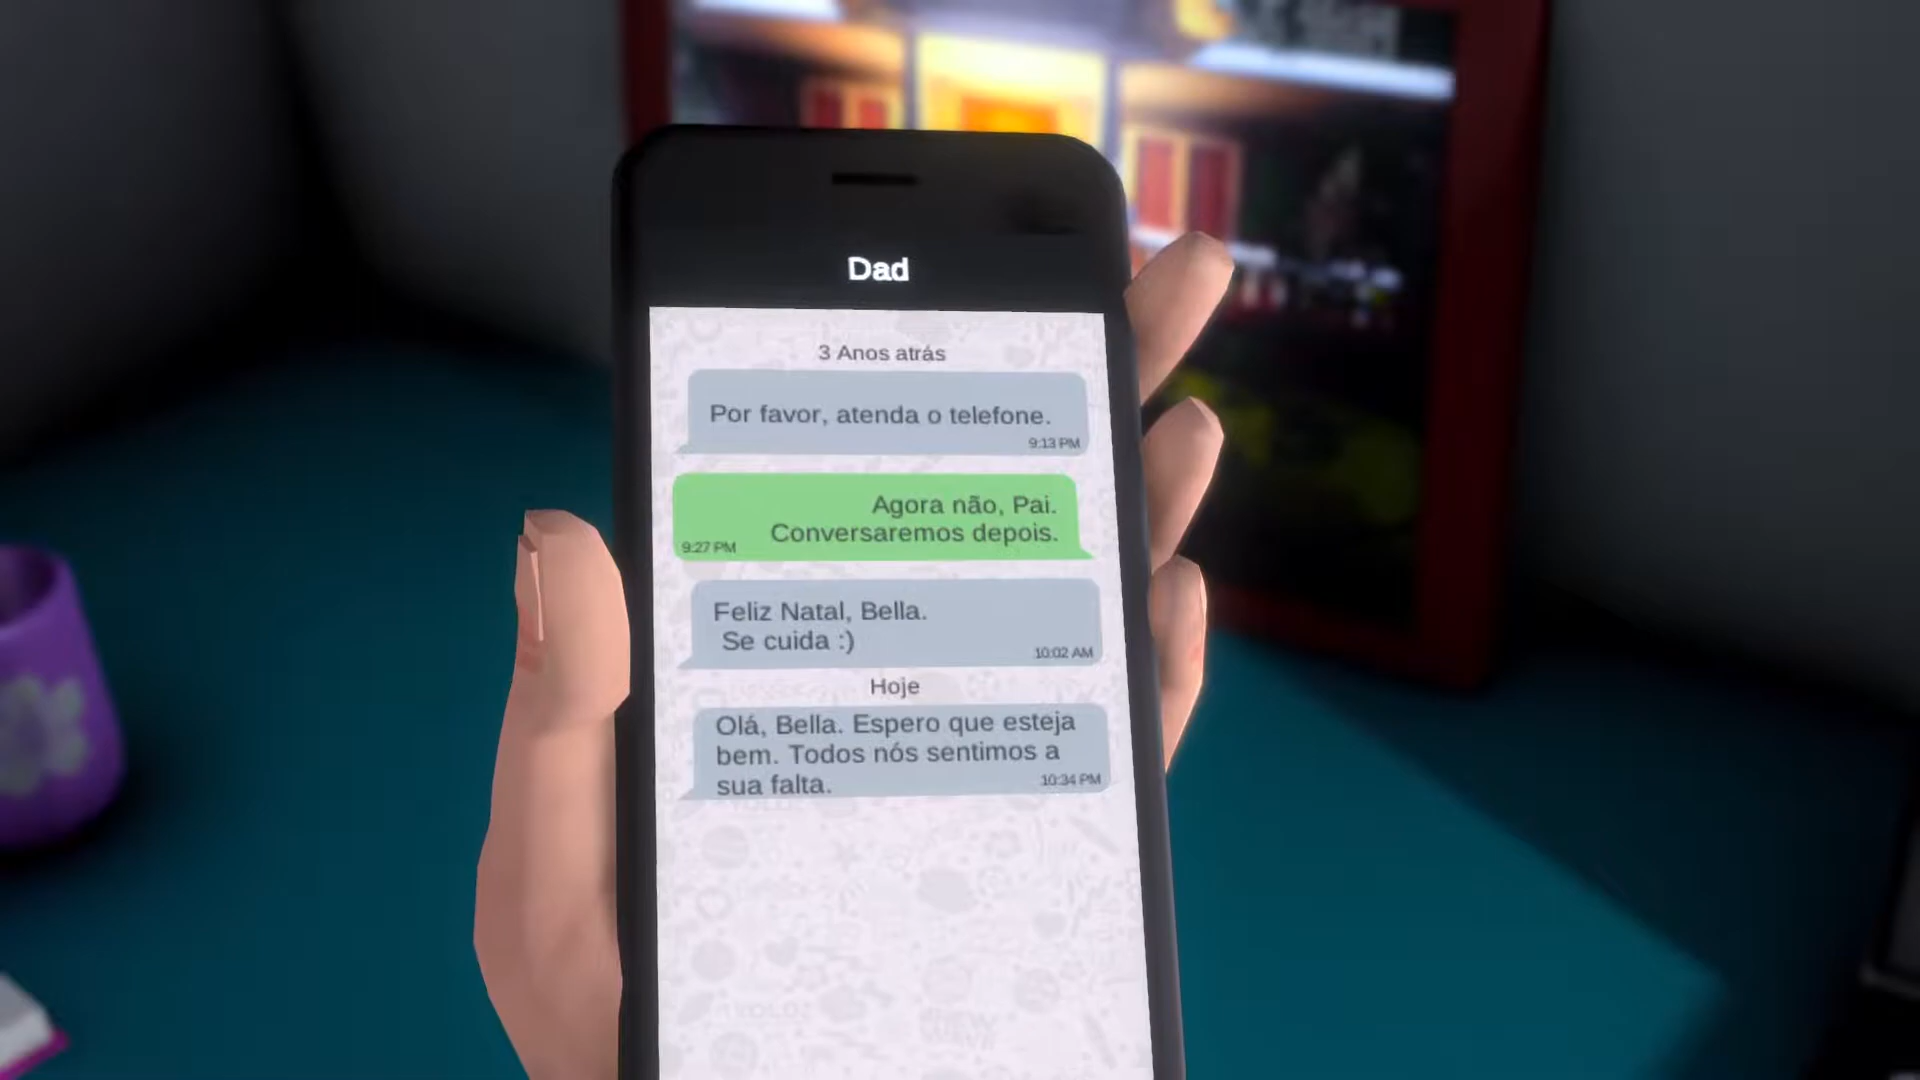 Dad
3 Anos atrás
Por favor, atenda o telefone.
9:13 PM
Agora não, Pai.
Conversaremos depois.
9:27 PM
Feliz Natal, Bella.
Se cuida :)
10:02 AM
Hoje
Olá, Bella. Espero que esteja
bem. Todos nós sentimos a
sua falta.
10:34 PM